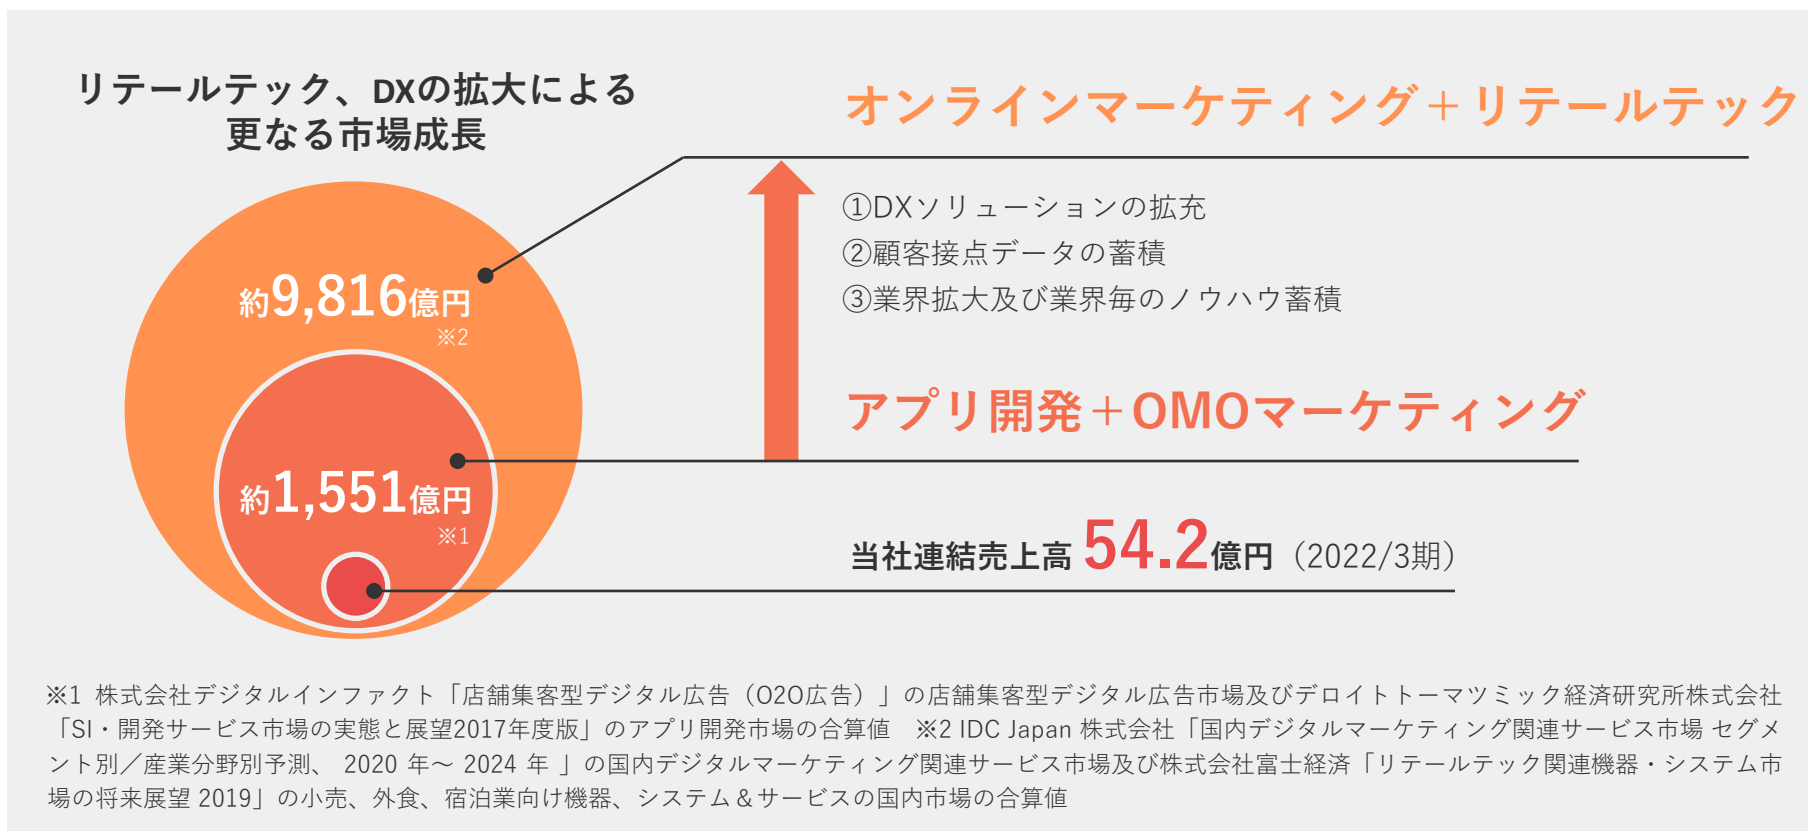 リテールテック、DXの拡大による
更なる市場成長
オンラインマーケティング＋リテールテック
①DXソリューションの拡充
②顧客接点データの蓄積
③業界拡大及び業界毎のノウハウ蓄積
約9,816億円
※2
アプリ開発＋OMOマーケティング
約1,551億円
※1
当社連結売上高 54.2億円（2022/3期）
※1 株式会社デジタルインファクト「店舗集客型デジタル広告（O2O広告）」の店舗集客型デジタル広告市場及びデロイトトーマツミック経済研究所株式会社
「SI・開発サービス市場の実態と展望2017年度版」のアプリ開発市場の合算値　※2 IDC Japan 株式会社「国内デジタルマーケティング関連サービス市場 セグメ
ント別／産業分野別予測、 2020 年～ 2024 年 」の国内デジタルマーケティング関連サービス市場及び株式会社富士経済「リテールテック関連機器・システム市
場の将来展望 2019」の小売、外食、宿泊業向け機器、システム＆サービスの国内市場の合算値